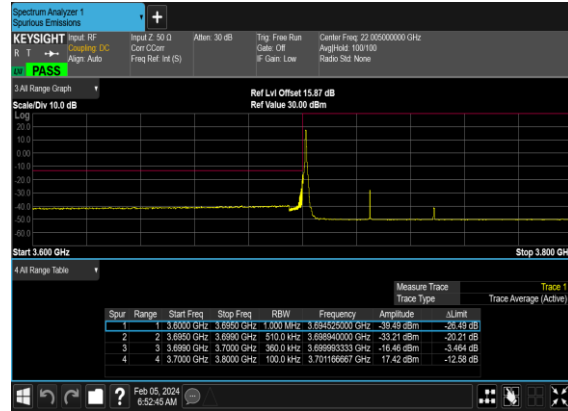 Spectrum Analyzer 1
Spurious Emissions
+
KEYSIGHT Input: RF Input Z: 50 Ω Atten: 30 dB Trig: Free Run Center Freq: 22.005000000 GHz
R T Coupling: DC Corr CCorr Gate: Off Avg|Hold: 100/100
Align: Auto Freq Ref: Int (S) IF Gain: Low Radio Std: None
LM PASS
3 All Range Graph
Ref Lvl Offset 15.87 dB
Scale/Div 10.0 dB Ref Value 30.00 dBm
Log
20.0
10.0
0.00
-10.0
-20.0
-30.0
-40.0
-50.0
-60.0
Start 3.600 GHz Stop 3.800 GH
4 All Range Table
Measure Trace Trace 1
Trace Type Trace Average (Active)
Spur Range Start Freq Stop Freq RBW Frequency Amplitude ΔLimit
1 1 3.6000 GHz 3.6950 GHz 1.000 MHz 3.694525000 GHz -39.49 dBm -26.49 dB
2 2 3.6950 GHz 3.6990 GHz 510.0 kHz 3.698940000 GHz -33.21 dBm -20.21 dB
3 3 3.6990 GHz 3.7000 GHz 360.0 kHz 3.699993333 GHz -16.46 dBm -3.464 dB
4 4 3.7000 GHz 3.8000 GHz 100.0 kHz 3.701166667 GHz 17.42 dBm -12.58 dB
? Feb 05, 2024
6:52:45 AM